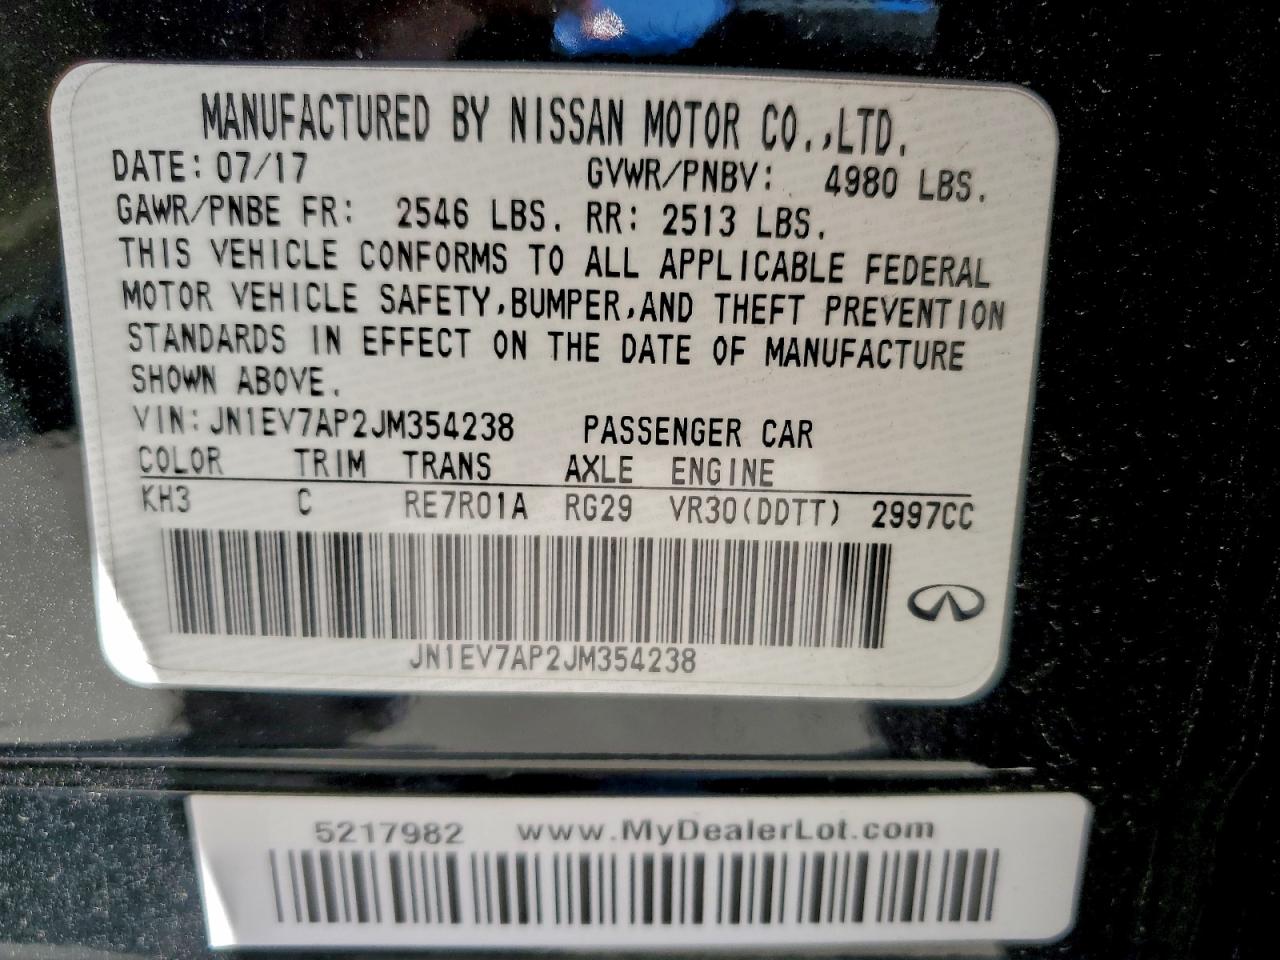 MANUFACTURED BY NISSAN MOTOR CO.,LTD.
DATE: 07/17 GVWR/PNBV: 4980 LBS.
GAWR/PNBE FR: 2546 LBS. RR: 2513 LBS.
THIS VEHICLE CONFORMS TO ALL APPLICABLE FEDERAL
MOTOR VEHICLE SAFETY,BUMPER,AND THEFT PREVENTION
STANDARDS IN EFFECT ON THE DATE OF MANUFACTURE
SHOWN ABOVE.
VIN:JN1EV7AP2JM354238 PASSENGER CAR
COLOR TRIM TRANS AXLE ENGINE
KH3 C RE7R01A RG29 VR30(DDTT) 2997CC
JN1EV7AP2JM354238
5217982 www.MyDealerLot.com